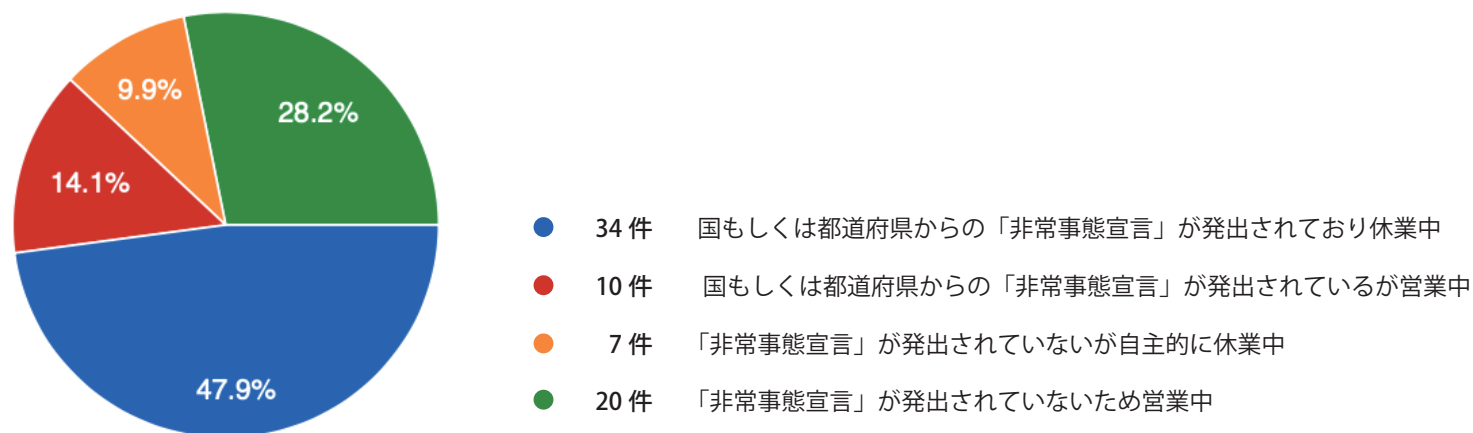 9.9%
28.2%
14.1%
47.9%
34 件 国もしくは都道府県からの「非常事態宣言」が発出されており休業中
10 件 国もしくは都道府県からの「非常事態宣言」が発出されているが営業中
7 件 「非常事態宣言」が発出されていないが自主的に休業中
20 件 「非常事態宣言」が発出されていないため営業中